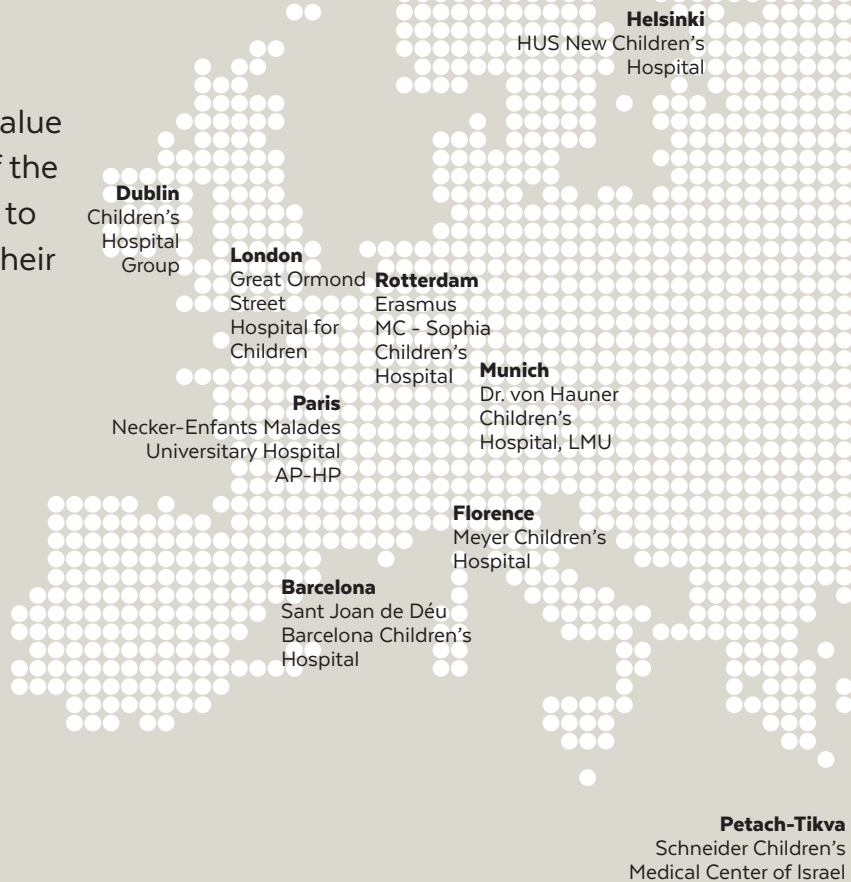 Helsinki
HUS New Children's
Hospital
alue
f the
to
heir
Dublin
Children's
Hospital
Group
London
Great Ormond
Street
Hospital for
Children
Rotterdam
Erasmus
MC - Sophia
Children's
Hospital
Munich
Dr. von Hauner
Children's
Hospital, LMU
Paris
Necker-Enfants Malades
Universitary Hospital
AP-HP
Florence
Meyer Children's
Hospital
Barcelona
Sant Joan de Déu
Barcelona Children's
Hospital
Petach-Tikva
Schneider Children's
Medical Center of Israel